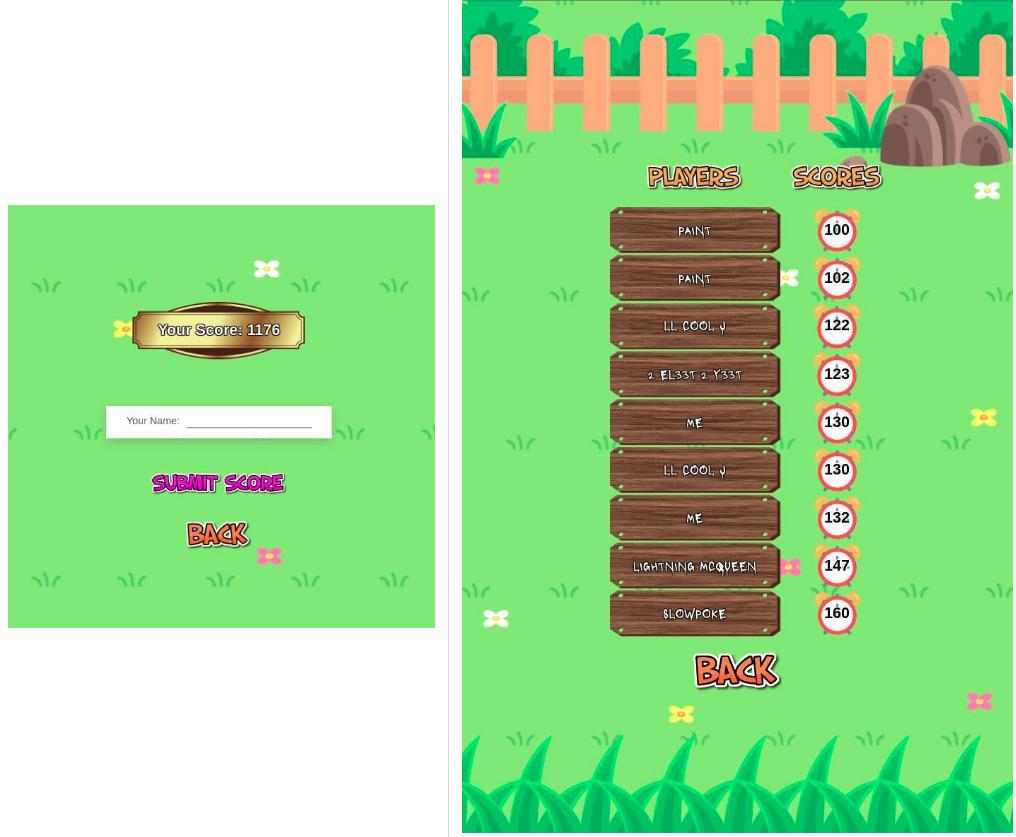 Your Score: 1176
Your Name:
SUBMIT SCORE
BACK
PLAYERS SCORES
PAINT 100
PAINT 102
LL COOL Y 122
2 EL33T 2 Y33T 123
ME 130
LL COOL Y 130
ME 132
LIGHTNING MCQUEEN 147
SLOWPOKE 160
BACK